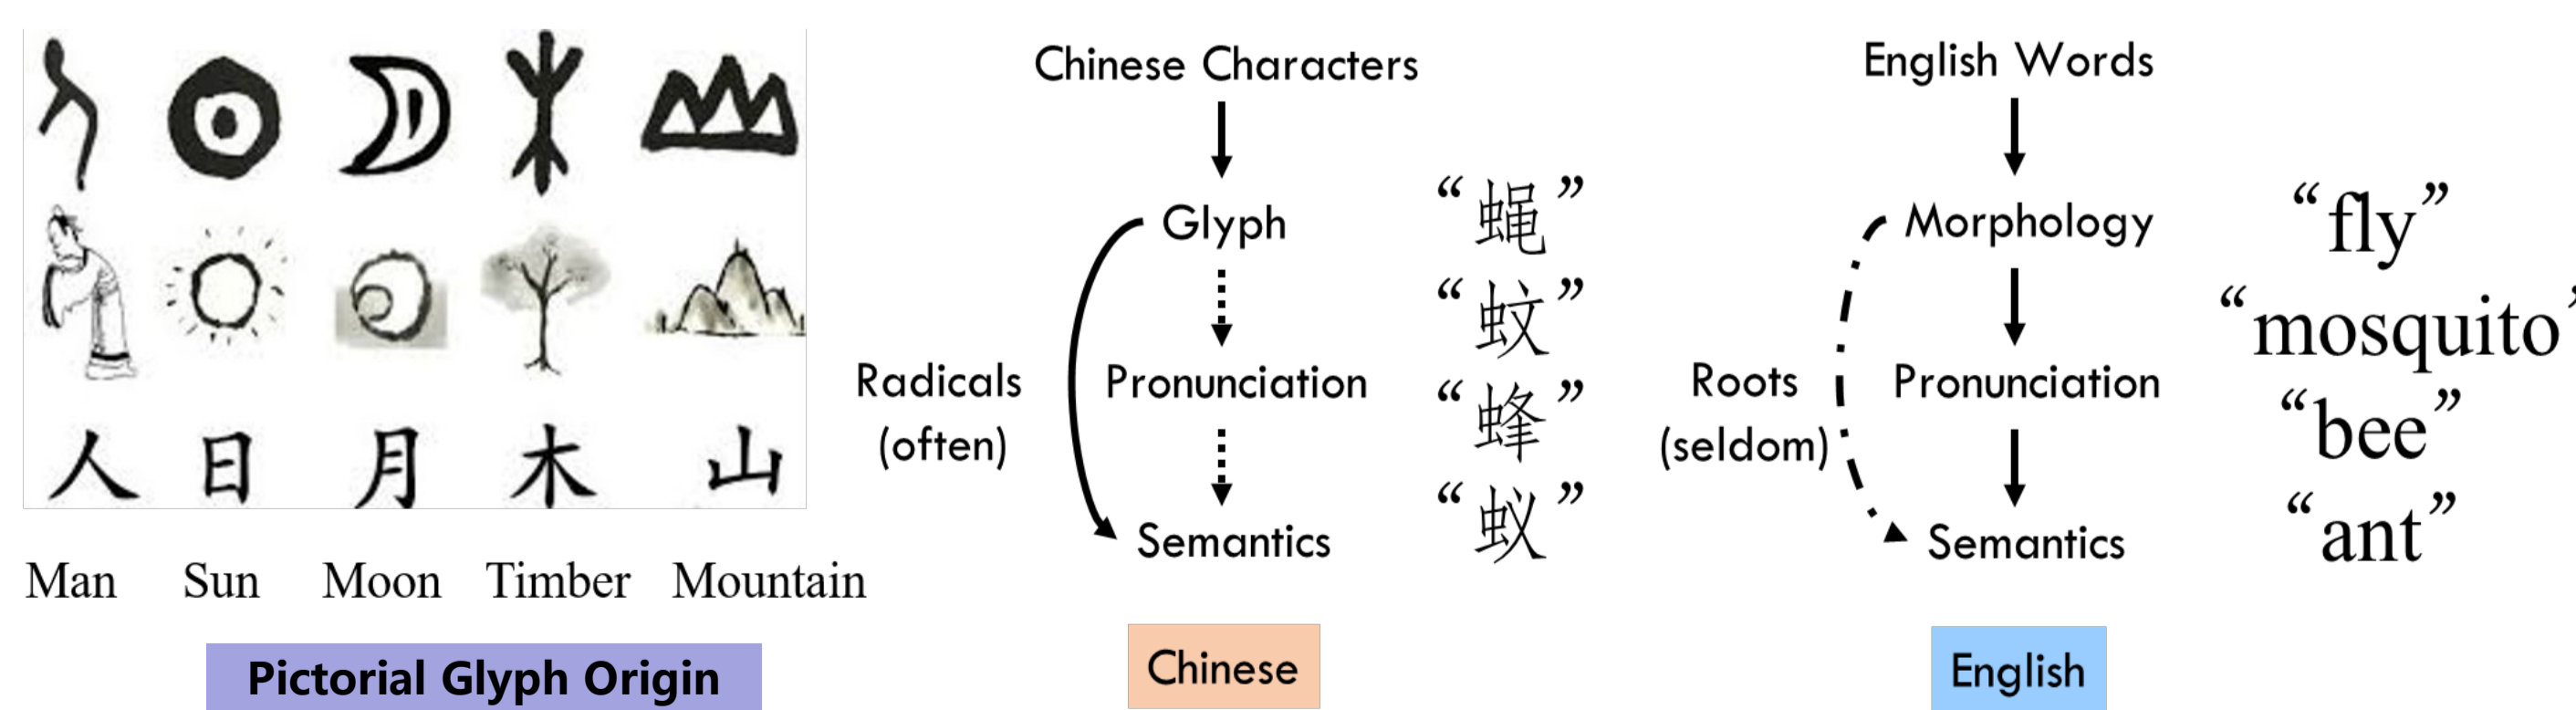 人 日 月 木 山
Man Sun Moon Timber Mountain
Pictorial Glyph Origin
Chinese Characters
Glyph
Radicals
(often)
Pronunciation
Semantics
“蝇”
“蚊”
“蜂”
“蚁”
Chinese
English Words
Morphology
Roots
(seldom)
Pronunciation
Semantics
“fly”
“mosquito”
“bee”
“ant”
English